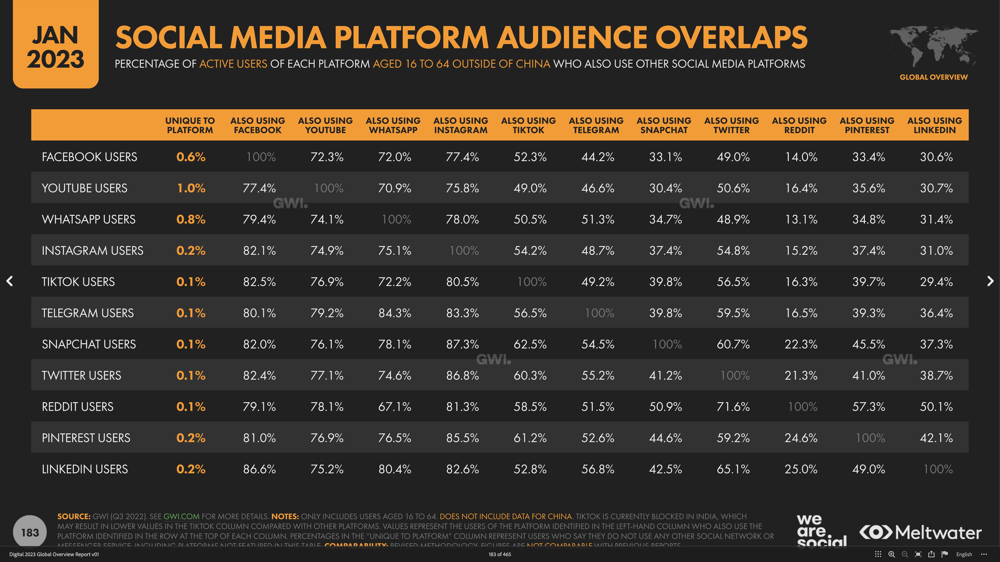 JAN
2023
SOCIAL MEDIA PLATFORM AUDIENCE OVERLAPS
PERCENTAGE OF ACTIVE USERS OF EACH PLATFORM AGED 16 TO 64 OUTSIDE OF CHINA WHO ALSO USE OTHER SOCIAL MEDIA PLATFORMS
GLOBAL OVERVIEW
UNIQUE TO PLATFORM ALSO USING FACEBOOK ALSO USING YOUTUBE ALSO USING WHATSAPP ALSO USING INSTAGRAM ALSO USING TIKTOK ALSO USING TELEGRAM ALSO USING SNAPCHAT ALSO USING TWITTER ALSO USING REDDIT ALSO USING PINTEREST ALSO USING LINKEDIN
FACEBOOK USERS 0.6% 100% 72.3% 72.0% 77.4% 52.3% 44.2% 33.1% 49.0% 14.0% 33.4% 30.6%
YOUTUBE USERS 1.0% 77.4% 100% 70.9% 75.8% 49.0% 46.6% 30.4% 50.6% 16.4% 35.6% 30.7%
GWI. GWI.
WHATSAPP USERS 0.8% 79.4% 74.1% 100% 78.0% 50.5% 51.3% 34.7% 48.9% 13.1% 34.8% 31.4%
INSTAGRAM USERS 0.2% 82.1% 74.9% 75.1% 100% 54.2% 48.7% 37.4% 54.8% 15.2% 37.4% 31.0%
TIKTOK USERS 0.1% 82.5% 76.9% 72.2% 80.5% 100% 49.2% 39.8% 56.5% 16.3% 39.7% 29.4%
TELEGRAM USERS 0.1% 80.1% 79.2% 84.3% 83.3% 56.5% 100% 39.8% 59.5% 16.5% 39.3% 36.4%
SNAPCHAT USERS 0.1% 82.0% 76.1% 78.1% 87.3% 62.5% 54.5% 100% 60.7% 22.3% 45.5% 37.3%
GWI. GWI.
TWITTER USERS 0.1% 82.4% 77.1% 74.6% 86.8% 60.3% 55.2% 41.2% 100% 21.3% 41.0% 38.7%
REDDIT USERS 0.1% 79.1% 78.1% 67.1% 81.3% 58.5% 51.5% 50.9% 71.6% 100% 57.3% 50.1%
PINTEREST USERS 0.2% 81.0% 76.9% 76.5% 85.5% 61.2% 52.6% 44.6% 59.2% 24.6% 100% 42.1%
LINKEDIN USERS 0.2% 86.6% 75.2% 80.4% 82.6% 52.8% 56.8% 42.5% 65.1% 25.0% 49.0% 100%
183
SOURCE: GWI (Q3 2022). SEE GWI.COM FOR MORE DETAILS. NOTES: ONLY INCLUDES USERS AGED 16 TO 64. DOES NOT INCLUDE DATA FOR CHINA. TIKTOK IS CURRENTLY BLOCKED IN INDIA, WHICH
MAY RESULT IN LOWER VALUES IN THE TIKTOK COLUMN COMPARED WITH OTHER PLATFORMS. VALUES REPRESENT THE USERS OF THE PLATFORM IDENTIFIED IN THE LEFT-HAND COLUMN WHO ALSO USE THE
PLATFORM IDENTIFIED IN THE ROW AT THE TOP OF EACH COLUMN. PERCENTAGES IN THE “UNIQUE TO PLATFORM” COLUMN REPRESENT USERS WHO SAY THEY DO NOT USE ANY OTHER SOCIAL NETWORK OR
MESSENGER SERVICE, INCLUDING PLATFORMS NOT FEATURED IN THIS TABLE. COMPARABILITY: REVISED METHODOLOGY. FIGURES ARE NOT COMPARABLE WITH PREVIOUS REPORTS.
we
are.
social
Meltwater
Digital 2023 Global Overview Report v01
183 of 465
English